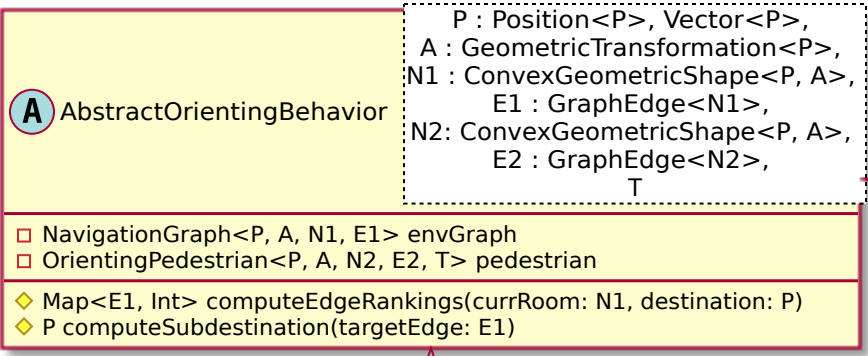 P : Position<P>, Vector<P>,
A : GeometricTransformation<P>,
N1 : ConvexGeometricShape<P, A>,
E1 : GraphEdge<N1>,
N2: ConvexGeometricShape<P, A>,
E2 : GraphEdge<N2>,
T
A AbstractOrientingBehavior
NavigationGraph<P, A, N1, E1> envGraph
OrientingPedestrian<P, A, N2, E2, T> pedestrian
Map<E1, Int> computeEdgeRankings(currRoom: N1, destination: P)
P computeSubdestination(targetEdge: E1)